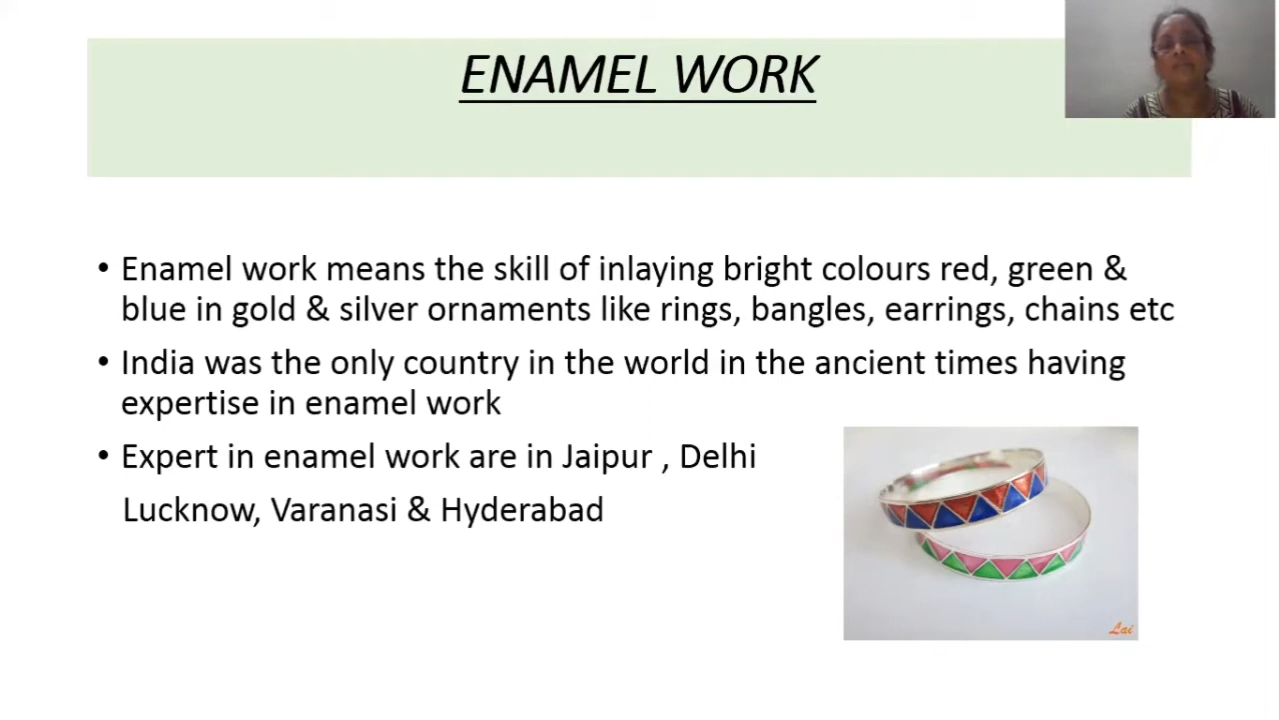 ENAMEL WORK
• Enamel work means the skill of inlaying bright colours red, green &
blue in gold & silver ornaments like rings, bangles, earrings, chains etc
• India was the only country in the world in the ancient times having
expertise in enamel work
• Expert in enamel work are in Jaipur , Delhi
Lucknow, Varanasi & Hyderabad
Lai